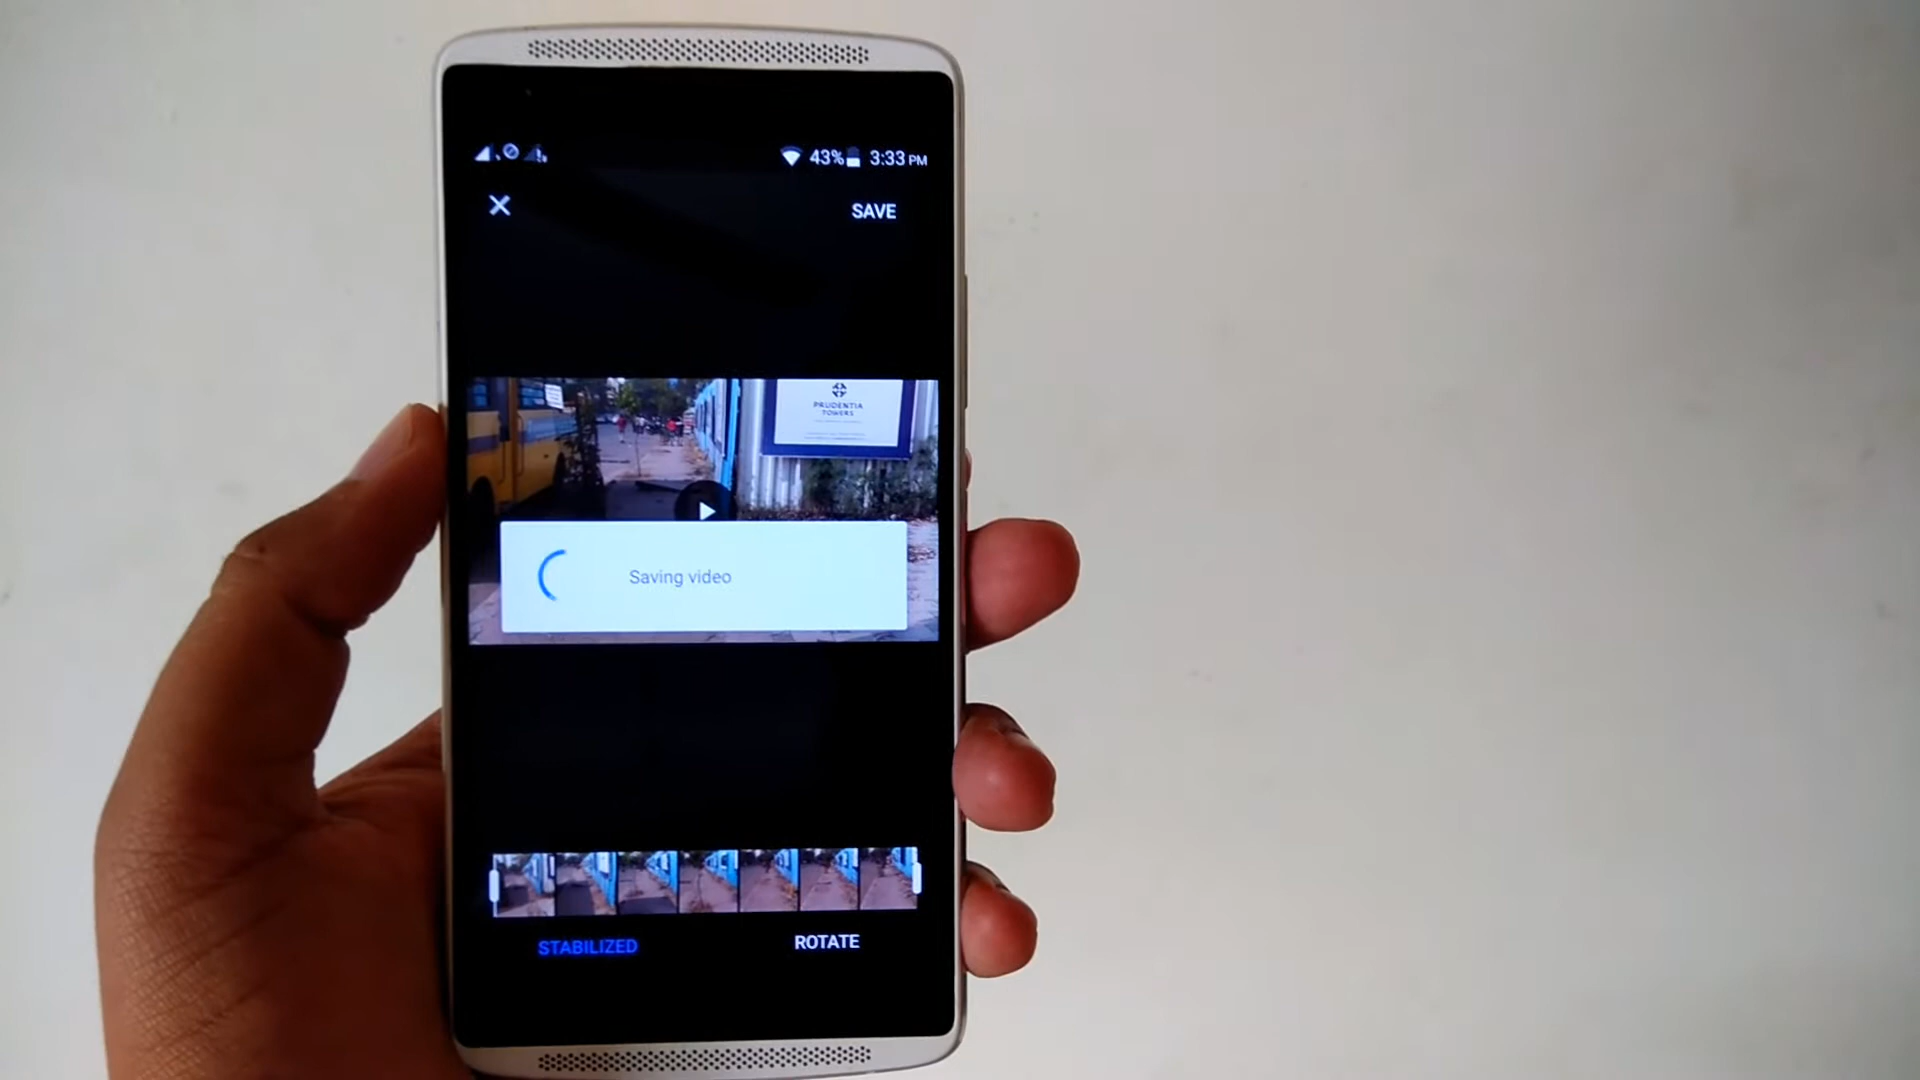 43% 3:33 PM
SAVE
PRUDENTIA
TOWERS
Saving video
STABILIZED
ROTATE